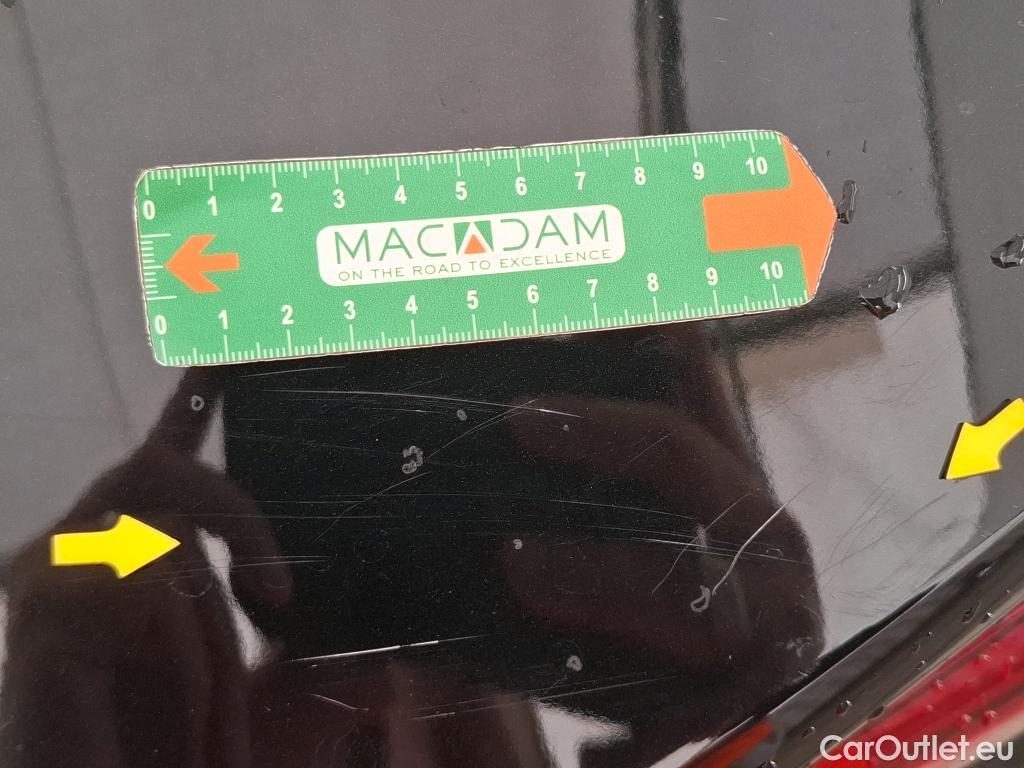 0 1 2 3 4 5 6 7 8 9 10
MACADAM
ON THE ROAD TO EXCELLENCE
0 1 2 3 4 5 6 7 8 9 10
CarOutlet.eu